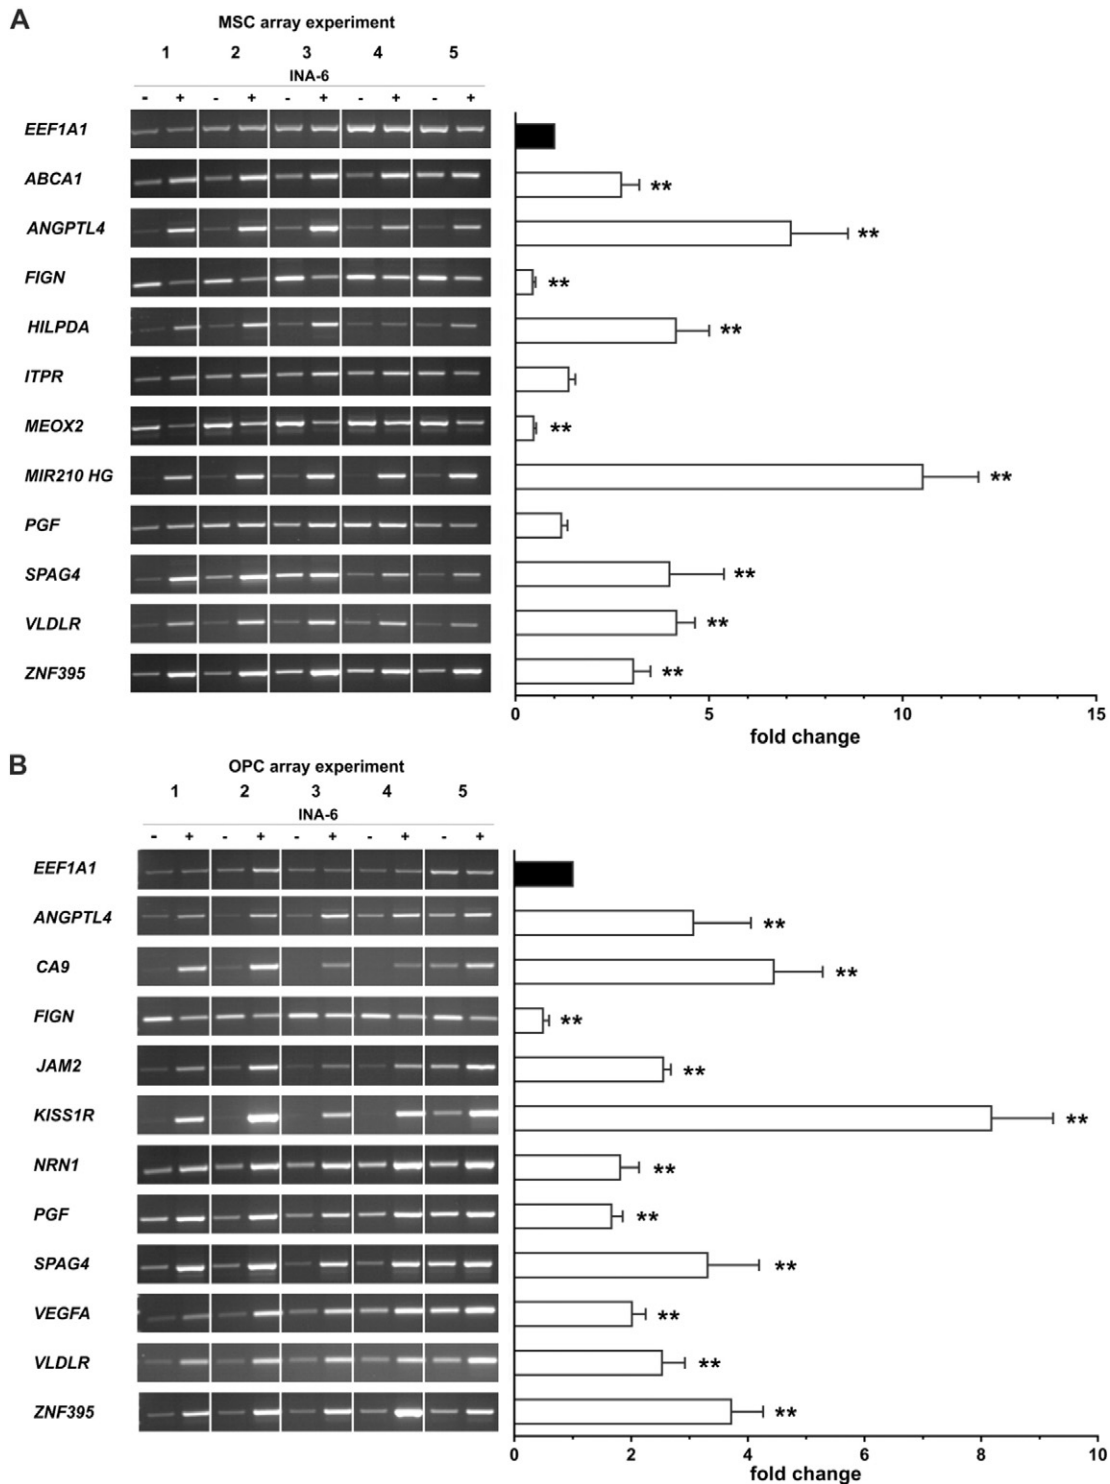 A
MSC array experiment
1 2 3 4 5
INA-6
- + - + - + - + - +
EEF1A1
ABCA1 **
ANGPTL4 **
FIGN **
HILPDA **
ITPR
MEOX2 **
MIR210 HG **
PGF
SPAG4 **
VLDLR **
ZNF395 **
0 5 10 15
fold change
B
OPC array experiment
1 2 3 4 5
INA-6
- + - + - + - + - +
EEF1A1
ANGPTL4 **
CA9 **
FIGN **
JAM2 **
KISS1R **
NRN1 **
PGF **
SPAG4 **
VEGFA **
VLDLR **
ZNF395 **
0 2 4 6 8 10
fold change